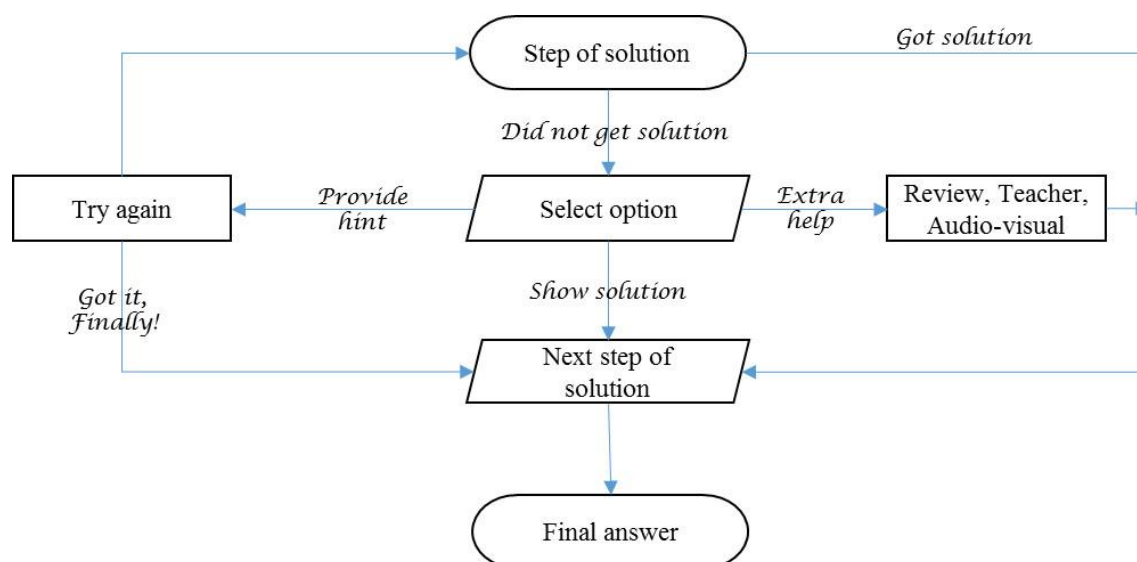 Step of solution
Got solution
Did not get solution
Try again
Provide
hint
Select option
Extra
help
Review, Teacher,
Audio-visual
Got it,
Finally!
Show solution
Next step of
solution
Final answer